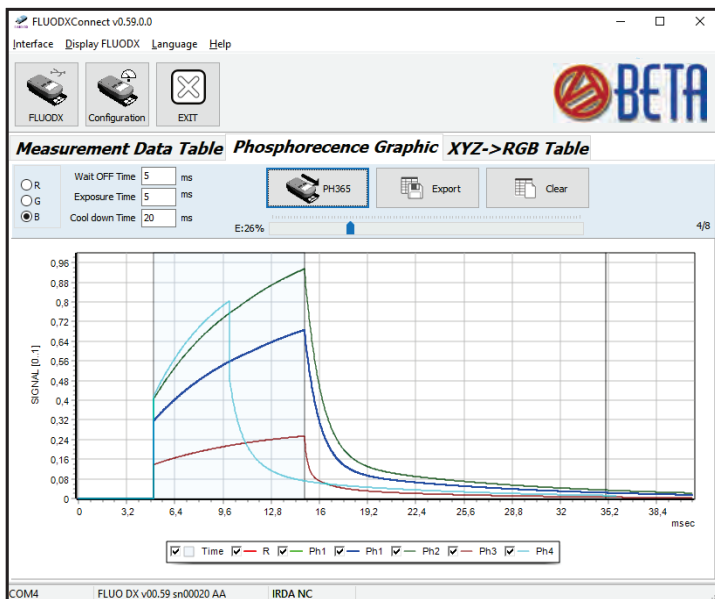 FLUODXConnect v0.59.0.0
Interface Display FLUODX Language Help
FLUODX Configuration EXIT
BETA
Measurement Data Table Phosphorecence Graphic XYZ->RGB Table
R
G
B
Wait OFF Time 5 ms
Exposure Time 5 ms
Cool down Time 20 ms
PH365 Export Clear
E:26%
4/8
SIGNAL [0..1]
0,96
0,88
0,8
0,72
0,64
0,56
0,48
0,4
0,32
0,24
0,16
0,08
0
0 3,2 6,4 9,6 12,8 16 19,2 22,4 25,6 28,8 32 35,2 38,4
msec
Time R Ph1 Ph1 Ph2 Ph3 Ph4
COM4 FLUO DX v00.59 sn00020 AA IRDA NC